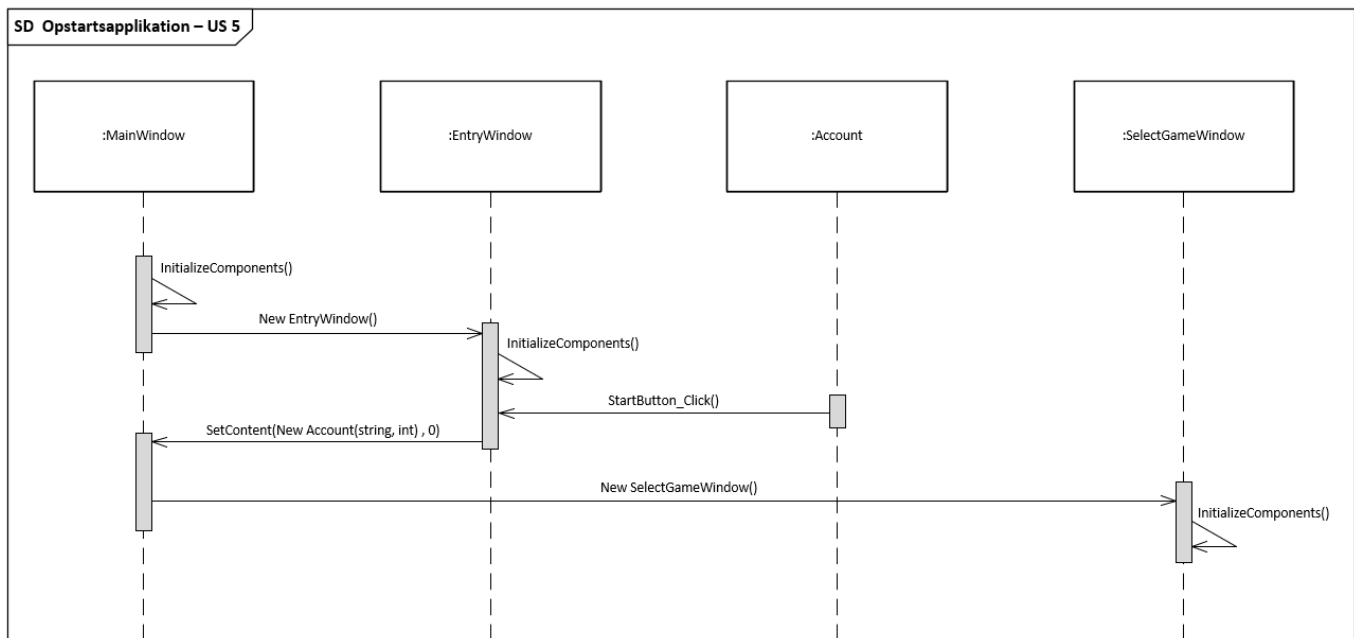 SD Opstartsapplikation – US 5
:MainWindow
:EntryWindow
:Account
:SelectGameWindow
InitializeComponents()
New EntryWindow()
InitializeComponents()
StartButton_Click()
SetContent(New Account(string, int) , 0)
New SelectGameWindow()
InitializeComponents()